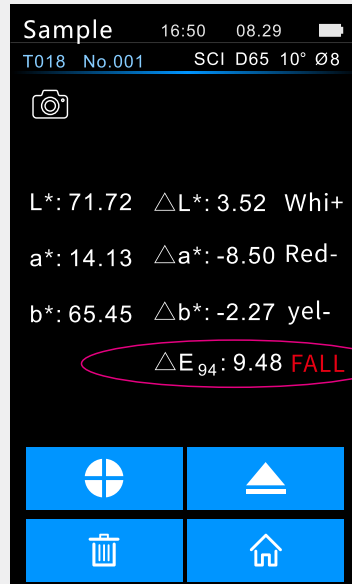 Sample 16:50 08.29
T018 No.001 SCI D65 10° Ø8
L*: 71.72 △L*: 3.52 Whi+
a*: 14.13 △a*: -8.50 Red-
b*: 65.45 △b*: -2.27 yel-
△E94: 9.48 FALL